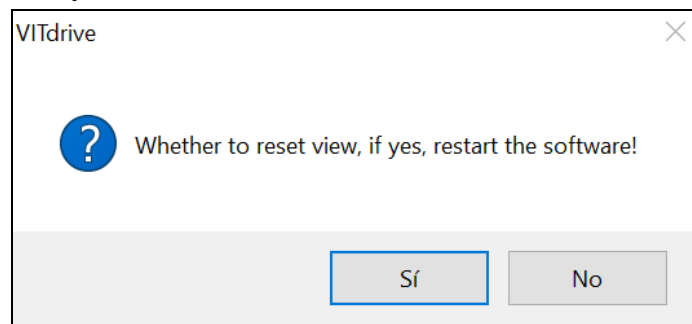 VITdrive
Whether to reset view, if yes, restart the software!
Sí
No